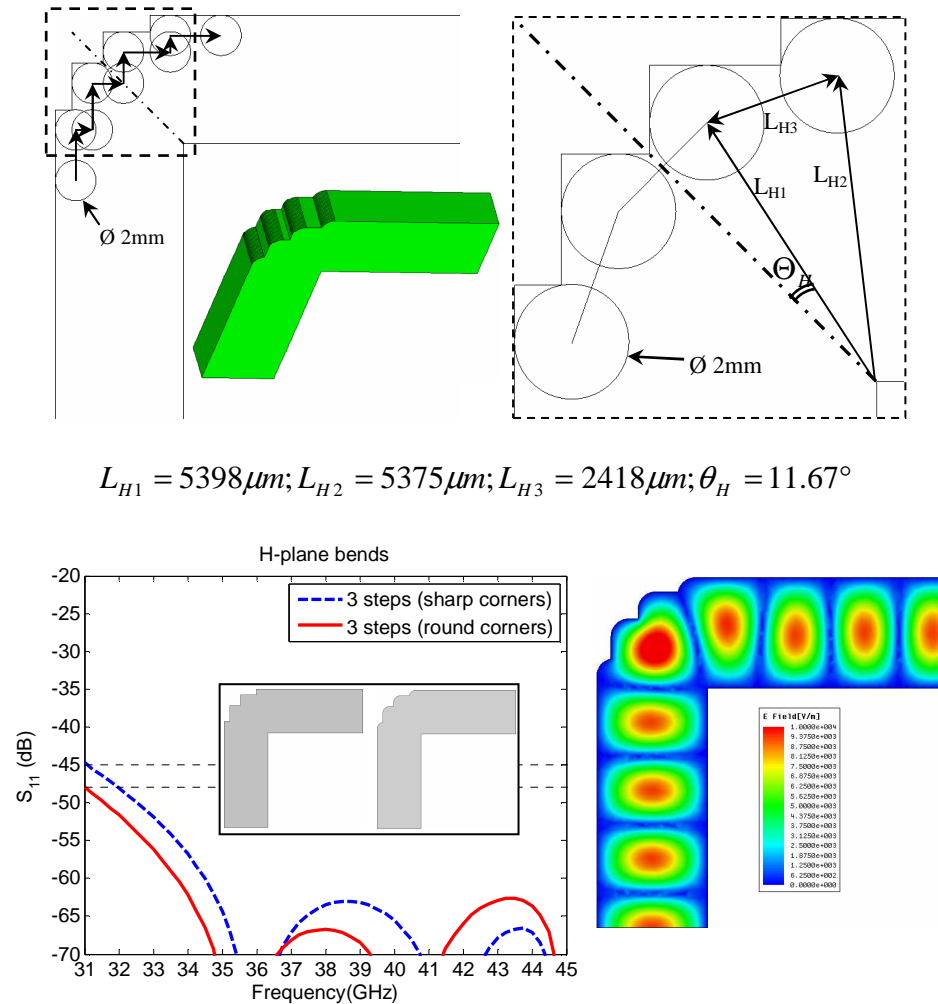 Ø 2mm
L_H3
L_H1
L_H2
Θ_H
Ø 2mm
L_H1 = 5398μm; L_H2 = 5375μm; L_H3 = 2418μm; θ_H = 11.67°
H-plane bends
-20
-25
-30
-35
-40
-45
-50
-55
-60
-65
-70
S_11 (dB)
3 steps (sharp corners)
3 steps (round corners)
31 32 33 34 35 36 37 38 39 40 41 42 43 44 45
Frequency(GHz)
E Field[V/m]
1.0000e+004
9.3750e+003
8.7500e+003
8.1250e+003
7.5000e+003
6.8750e+003
6.2500e+003
5.6250e+003
5.0000e+003
4.3750e+003
3.7500e+003
3.1250e+003
2.5000e+003
1.8750e+003
1.2500e+003
6.2500e+002
0.0000e+000